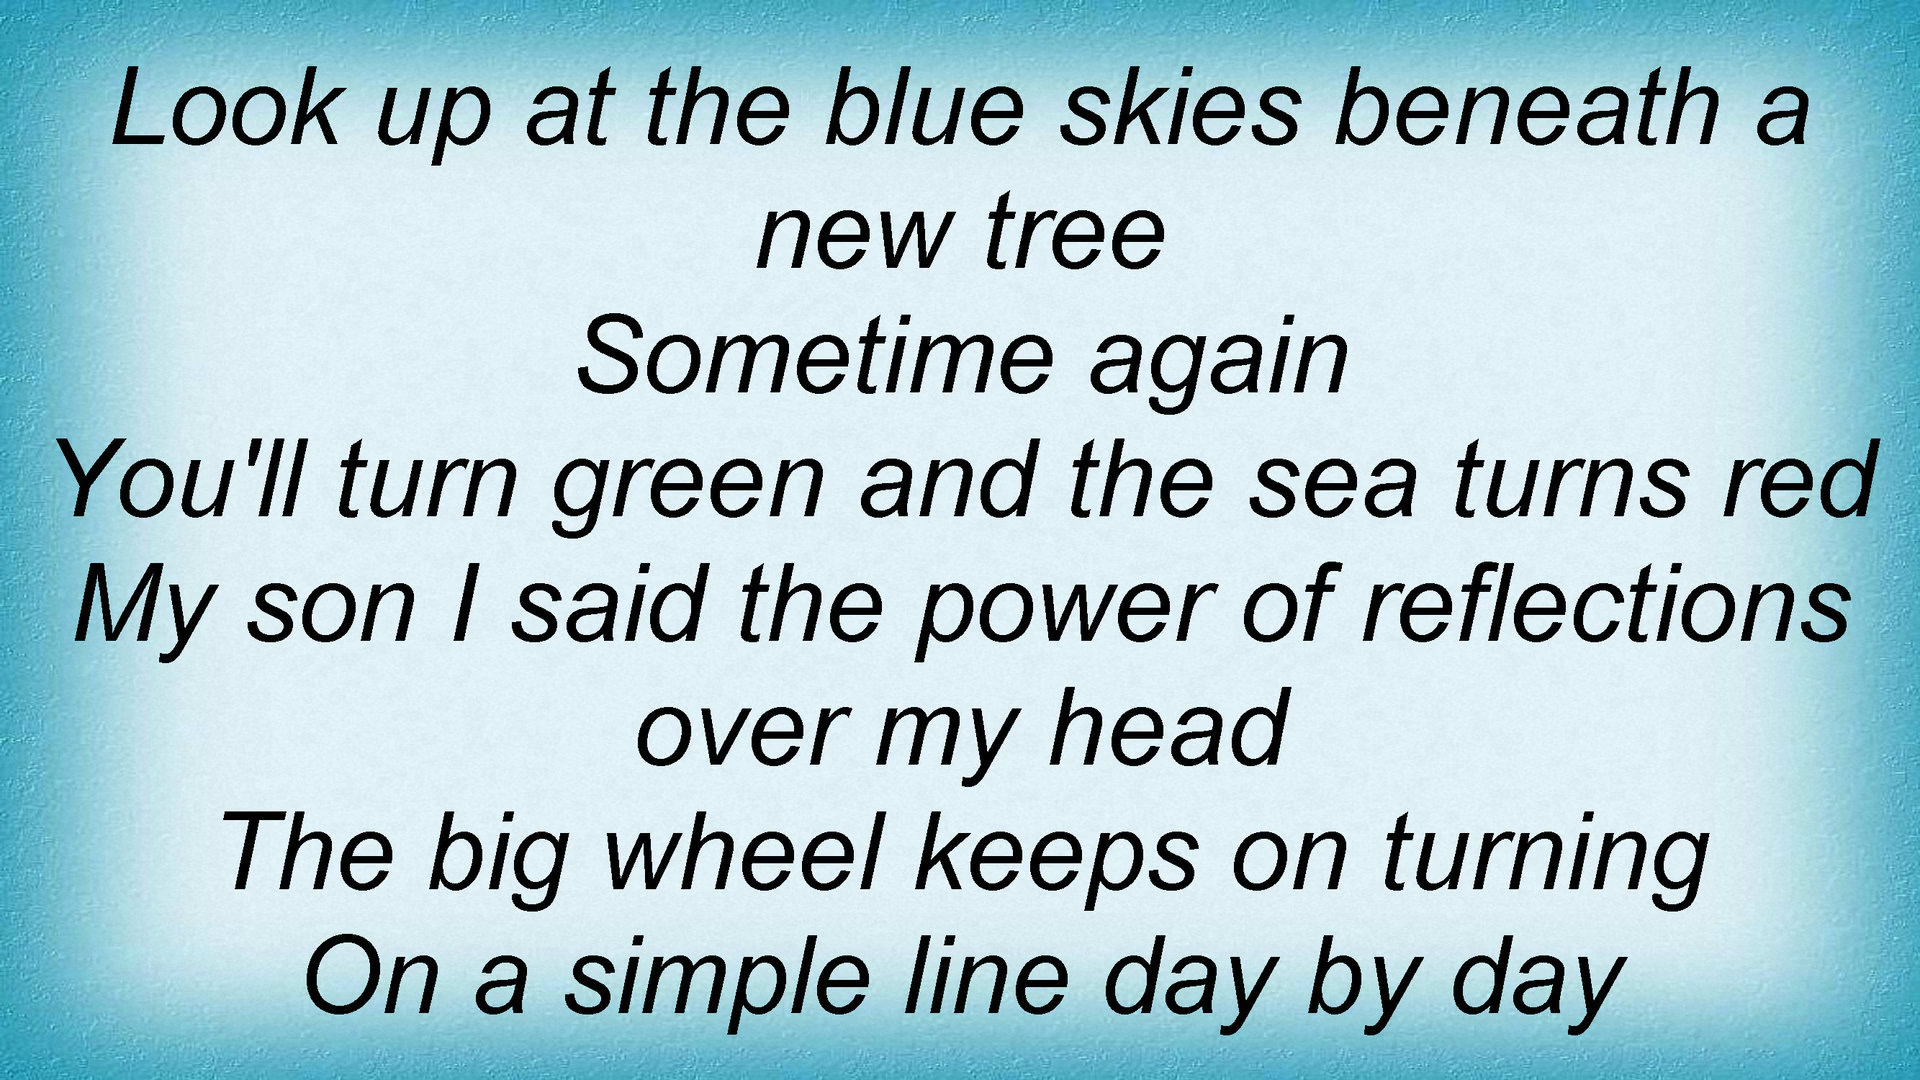 Look up at the blue skies beneath a
new tree
Sometime again
You'll turn green and the sea turns red
My son I said the power of reflections
over my head
The big wheel keeps on turning
On a simple line day by day